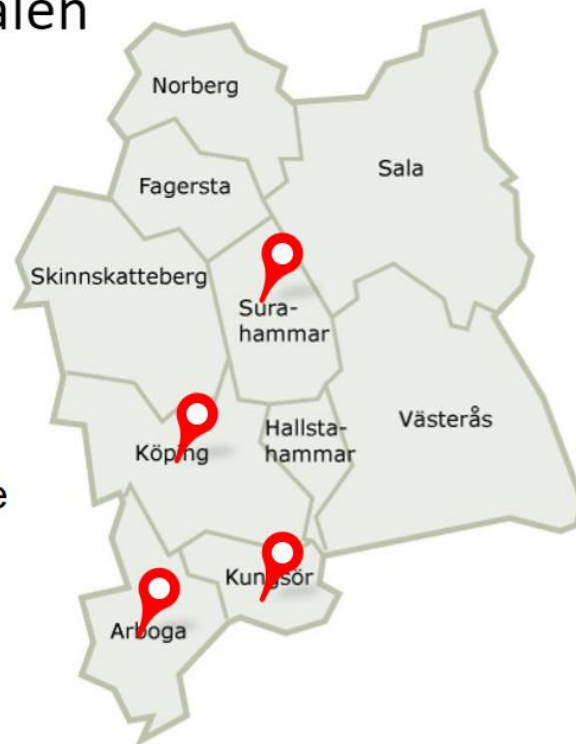 alen
Norberg
Sala
Fagersta
Skinnskatteberg
Sura-
hammar
Västerås
Hallsta-
hammar
Köping
e
Kungsör
Arboga